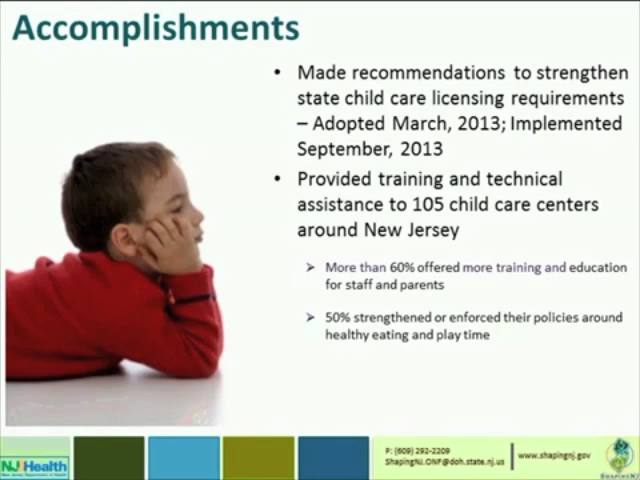 Accomplishments
• Made recommendations to strengthen
state child care licensing requirements
– Adopted March, 2013; Implemented
September, 2013
• Provided training and technical
assistance to 105 child care centers
around New Jersey
➢ More than 60% offered more training and education
for staff and parents
➢ 50% strengthened or enforced their policies around
healthy eating and play time
NJ Health
P: (609) 292-2209
ShapingNJ.ONF@doh.state.nj.us
www.shapingnj.gov
SHAPINGNJ